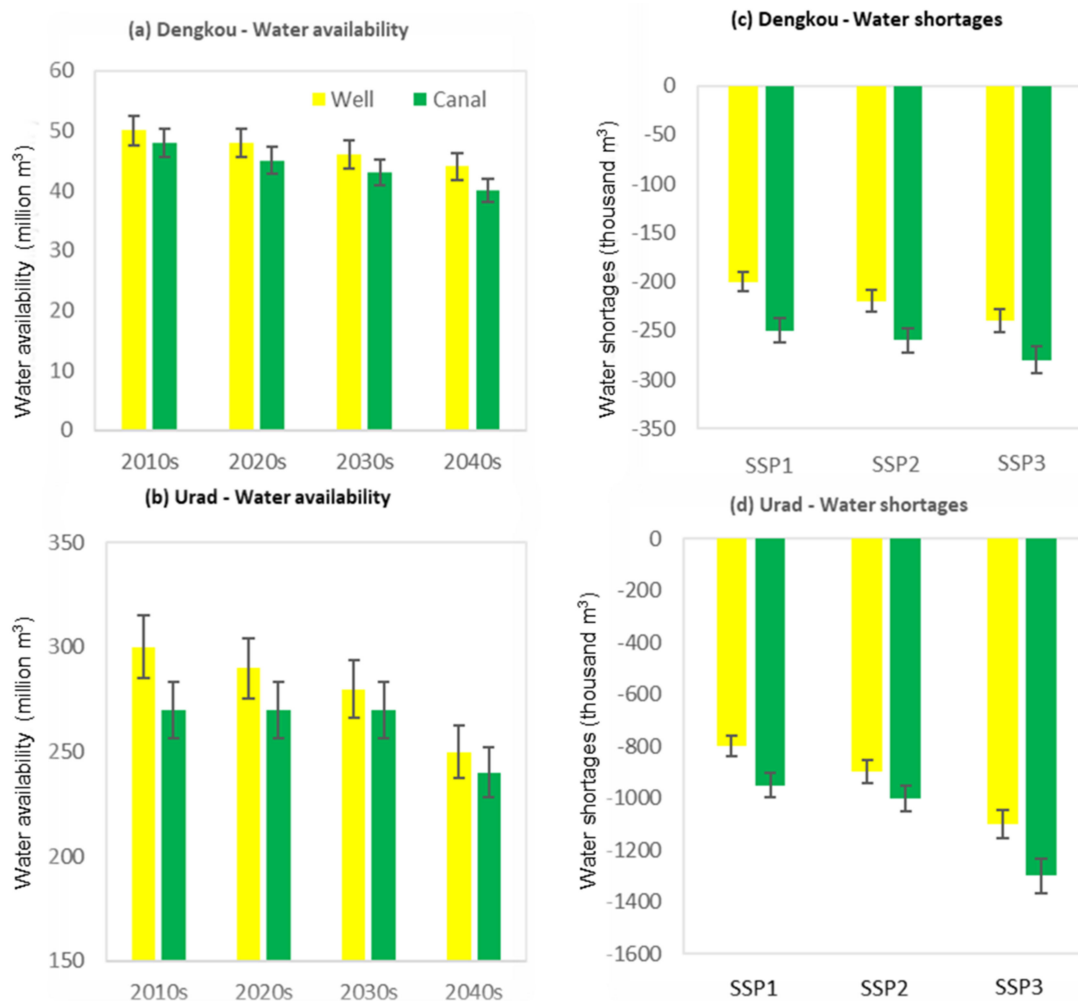 (a) Dengkou - Water availability
Water availability (million m³)
60
50
40
30
20
10
0
Well
Canal
2010s 2020s 2030s 2040s
(c) Dengkou - Water shortages
Water shortages (thousand m³)
0
-50
-100
-150
-200
-250
-300
-350
SSP1 SSP2 SSP3
(b) Urad - Water availability
Water availability (million m³)
350
300
250
200
150
2010s 2020s 2030s 2040s
(d) Urad - Water shortages
Water shortages (thousand m³)
0
-200
-400
-600
-800
-1000
-1200
-1400
-1600
SSP1 SSP2 SSP3